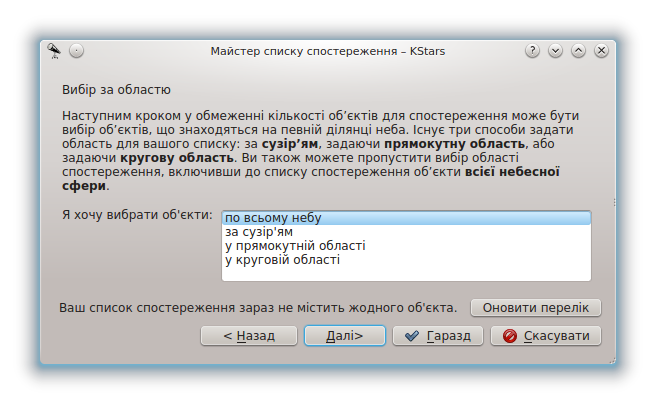 Майстер списку спостереження – KStars
Вибір за областю
Наступним кроком у обмеженні кількості об’єктів для спостереження може бути
вибір об’єктів, що знаходяться на певній ділянці неба. Існує три способи задати
область для вашого списку: за сузір’ям, задаючи прямокутну область, або
задаючи кругову область. Ви також можете пропустити вибір області
спостереження, включивши до списку спостереження об’єкти всієї небесної
сфери.
Я хочу вибрати об'єкти:
по всьому небу
за сузір'ям
у прямокутній області
у круговій області
Ваш список спостереження зараз не містить жодного об'єкта. Оновити перелік
< Назад Далі> Гаразд Скасувати